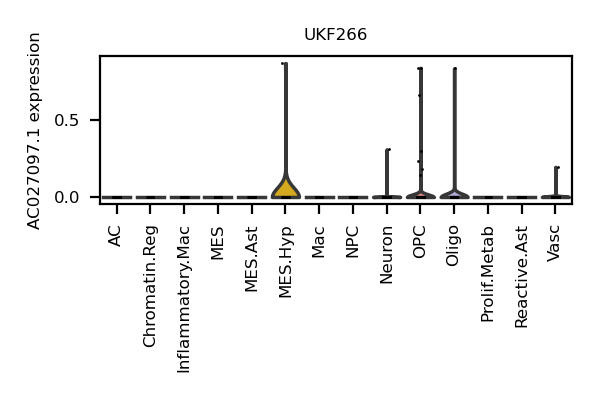 UKF266
AC027097.1 expression
0.5
0.0
AC
Chromatin.Reg
Inflammatory.Mac
MES
MES.Ast
MES.Hyp
Mac
NPC
Neuron
OPC
Oligo
Prolif.Metab
Reactive.Ast
Vasc